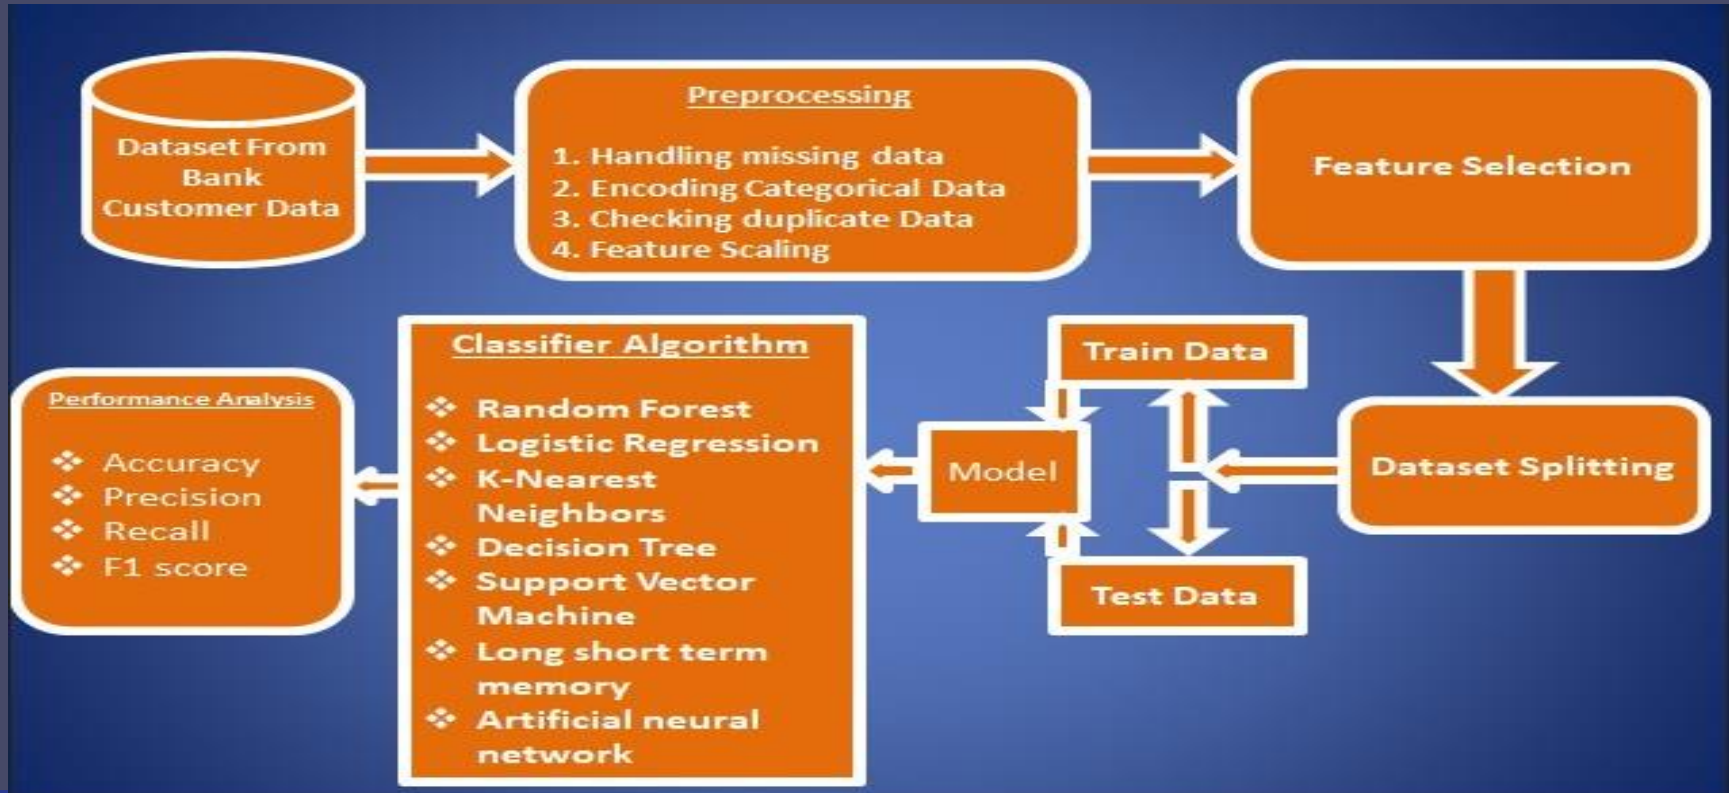 Dataset From
Bank
Customer Data
Preprocessing
1. Handling missing data
2. Encoding Categorical Data
3. Checking duplicate Data
4. Feature Scaling
Feature Selection
Dataset Splitting
Train Data
Test Data
Model
Classifier Algorithm
❖ Random Forest
❖ Logistic Regression
❖ K-Nearest
Neighbors
❖ Decision Tree
❖ Support Vector
Machine
❖ Long short term
memory
❖ Artificial neural
network
Performance Analysis
❖ Accuracy
❖ Precision
❖ Recall
❖ F1 score